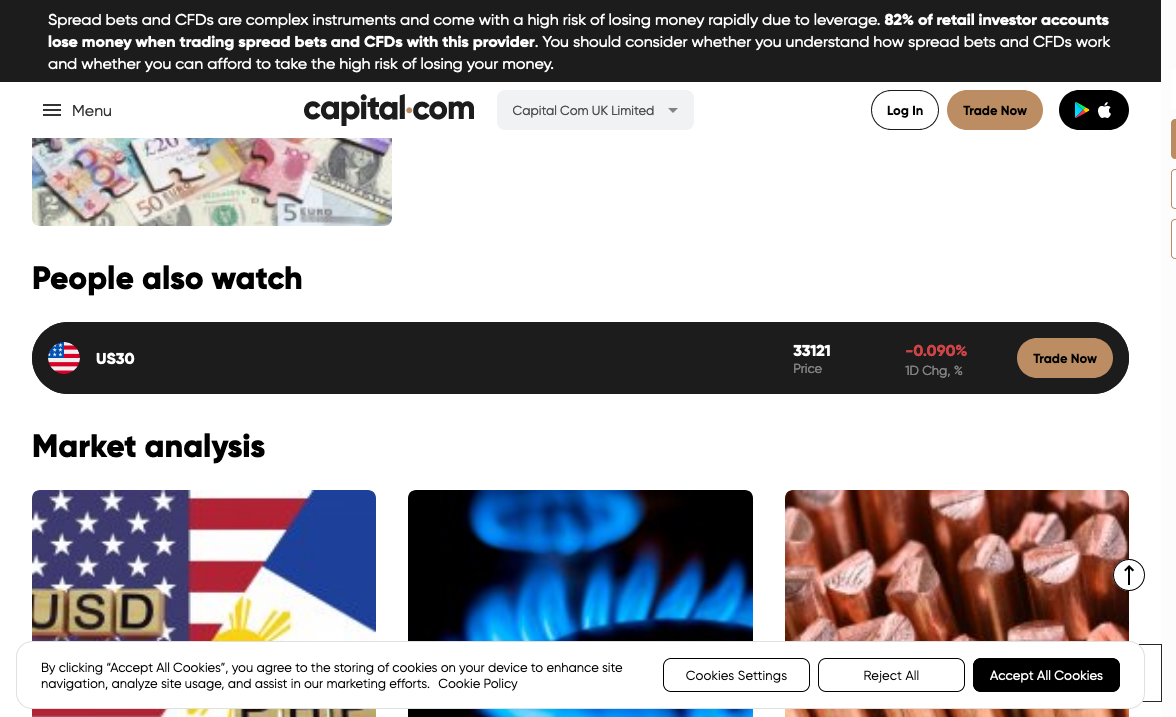 Spread bets and CFDs are complex instruments and come with a high risk of losing money rapidly due to leverage. 82% of retail investor accounts
lose money when trading spread bets and CFDs with this provider. You should consider whether you understand how spread bets and CFDs work
and whether you can afford to take the high risk of losing your money.
Menu
capital.com
Capital Com UK Limited
Log In
Trade Now
£20
50 EURO
5 EURO
People also watch
US30
33121
Price
-0.090%
1D Chg, %
Trade Now
Market analysis
USD
By clicking “Accept All Cookies”, you agree to the storing of cookies on your device to enhance site
navigation, analyze site usage, and assist in our marketing efforts. Cookie Policy
Cookies Settings
Reject All
Accept All Cookies